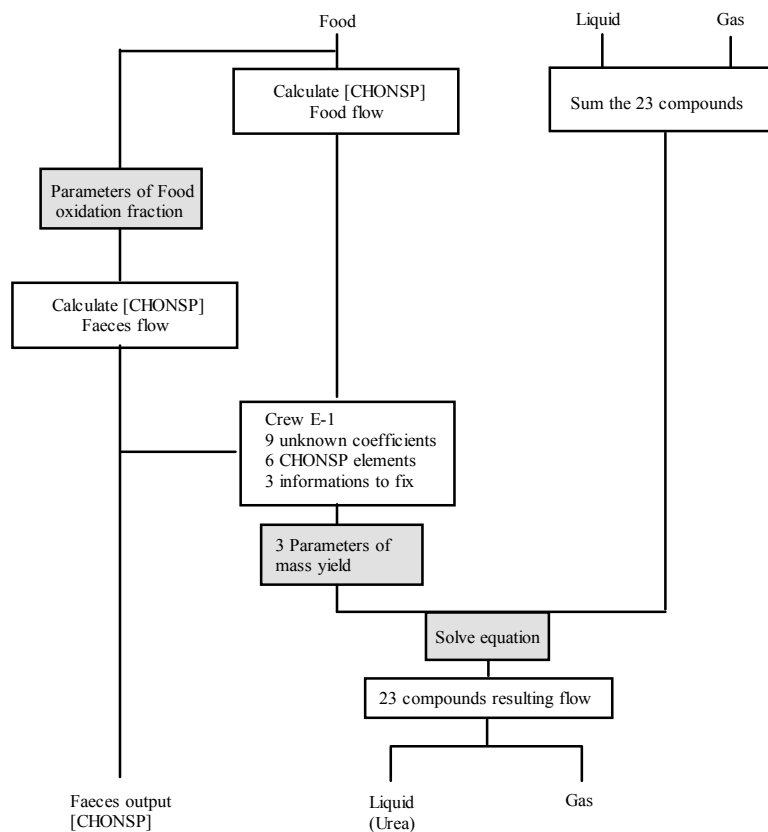 Food
Liquid
Gas
Calculate [CHONSP]
Food flow
Sum the 23 compounds
Parameters of Food
oxidation fraction
Calculate [CHONSP]
Faeces flow
Crew E-1
9 unknown coefficients
6 CHONSP elements
3 informations to fix
3 Parameters of
mass yield
Solve equation
23 compounds resulting flow
Faeces output
[CHONSP]
Liquid
(Urea)
Gas